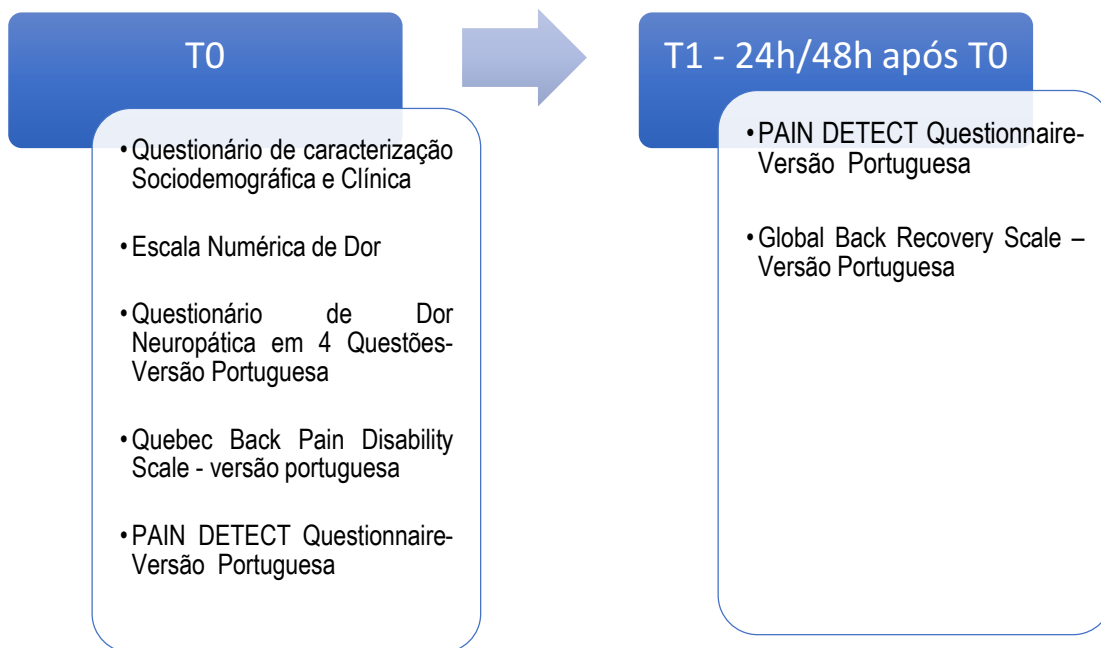 T0
• Questionário de caracterização
Sociodemográfica e Clínica
• Escala Numérica de Dor
• Questionário de Dor
Neuropática em 4 Questões-
Versão Portuguesa
• Quebec Back Pain Disability
Scale - versão portuguesa
• PAIN DETECT Questionnaire-
Versão Portuguesa
T1 - 24h/48h após T0
• PAIN DETECT Questionnaire-
Versão Portuguesa
• Global Back Recovery Scale –
Versão Portuguesa